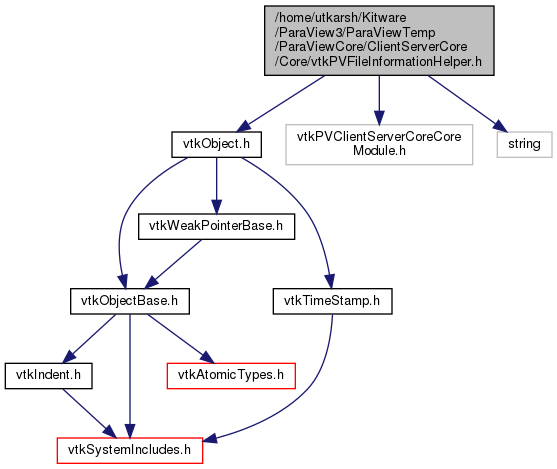 /home/utkarsh/Kitware
/ParaView3/ParaViewTemp
/ParaViewCore/ClientServerCore
/Core/vtkPVFileInformationHelper.h
vtkObject.h
vtkPVClientServerCoreCore
Module.h
string
vtkWeakPointerBase.h
vtkObjectBase.h
vtkTimeStamp.h
vtkIndent.h
vtkAtomicTypes.h
vtkSystemIncludes.h